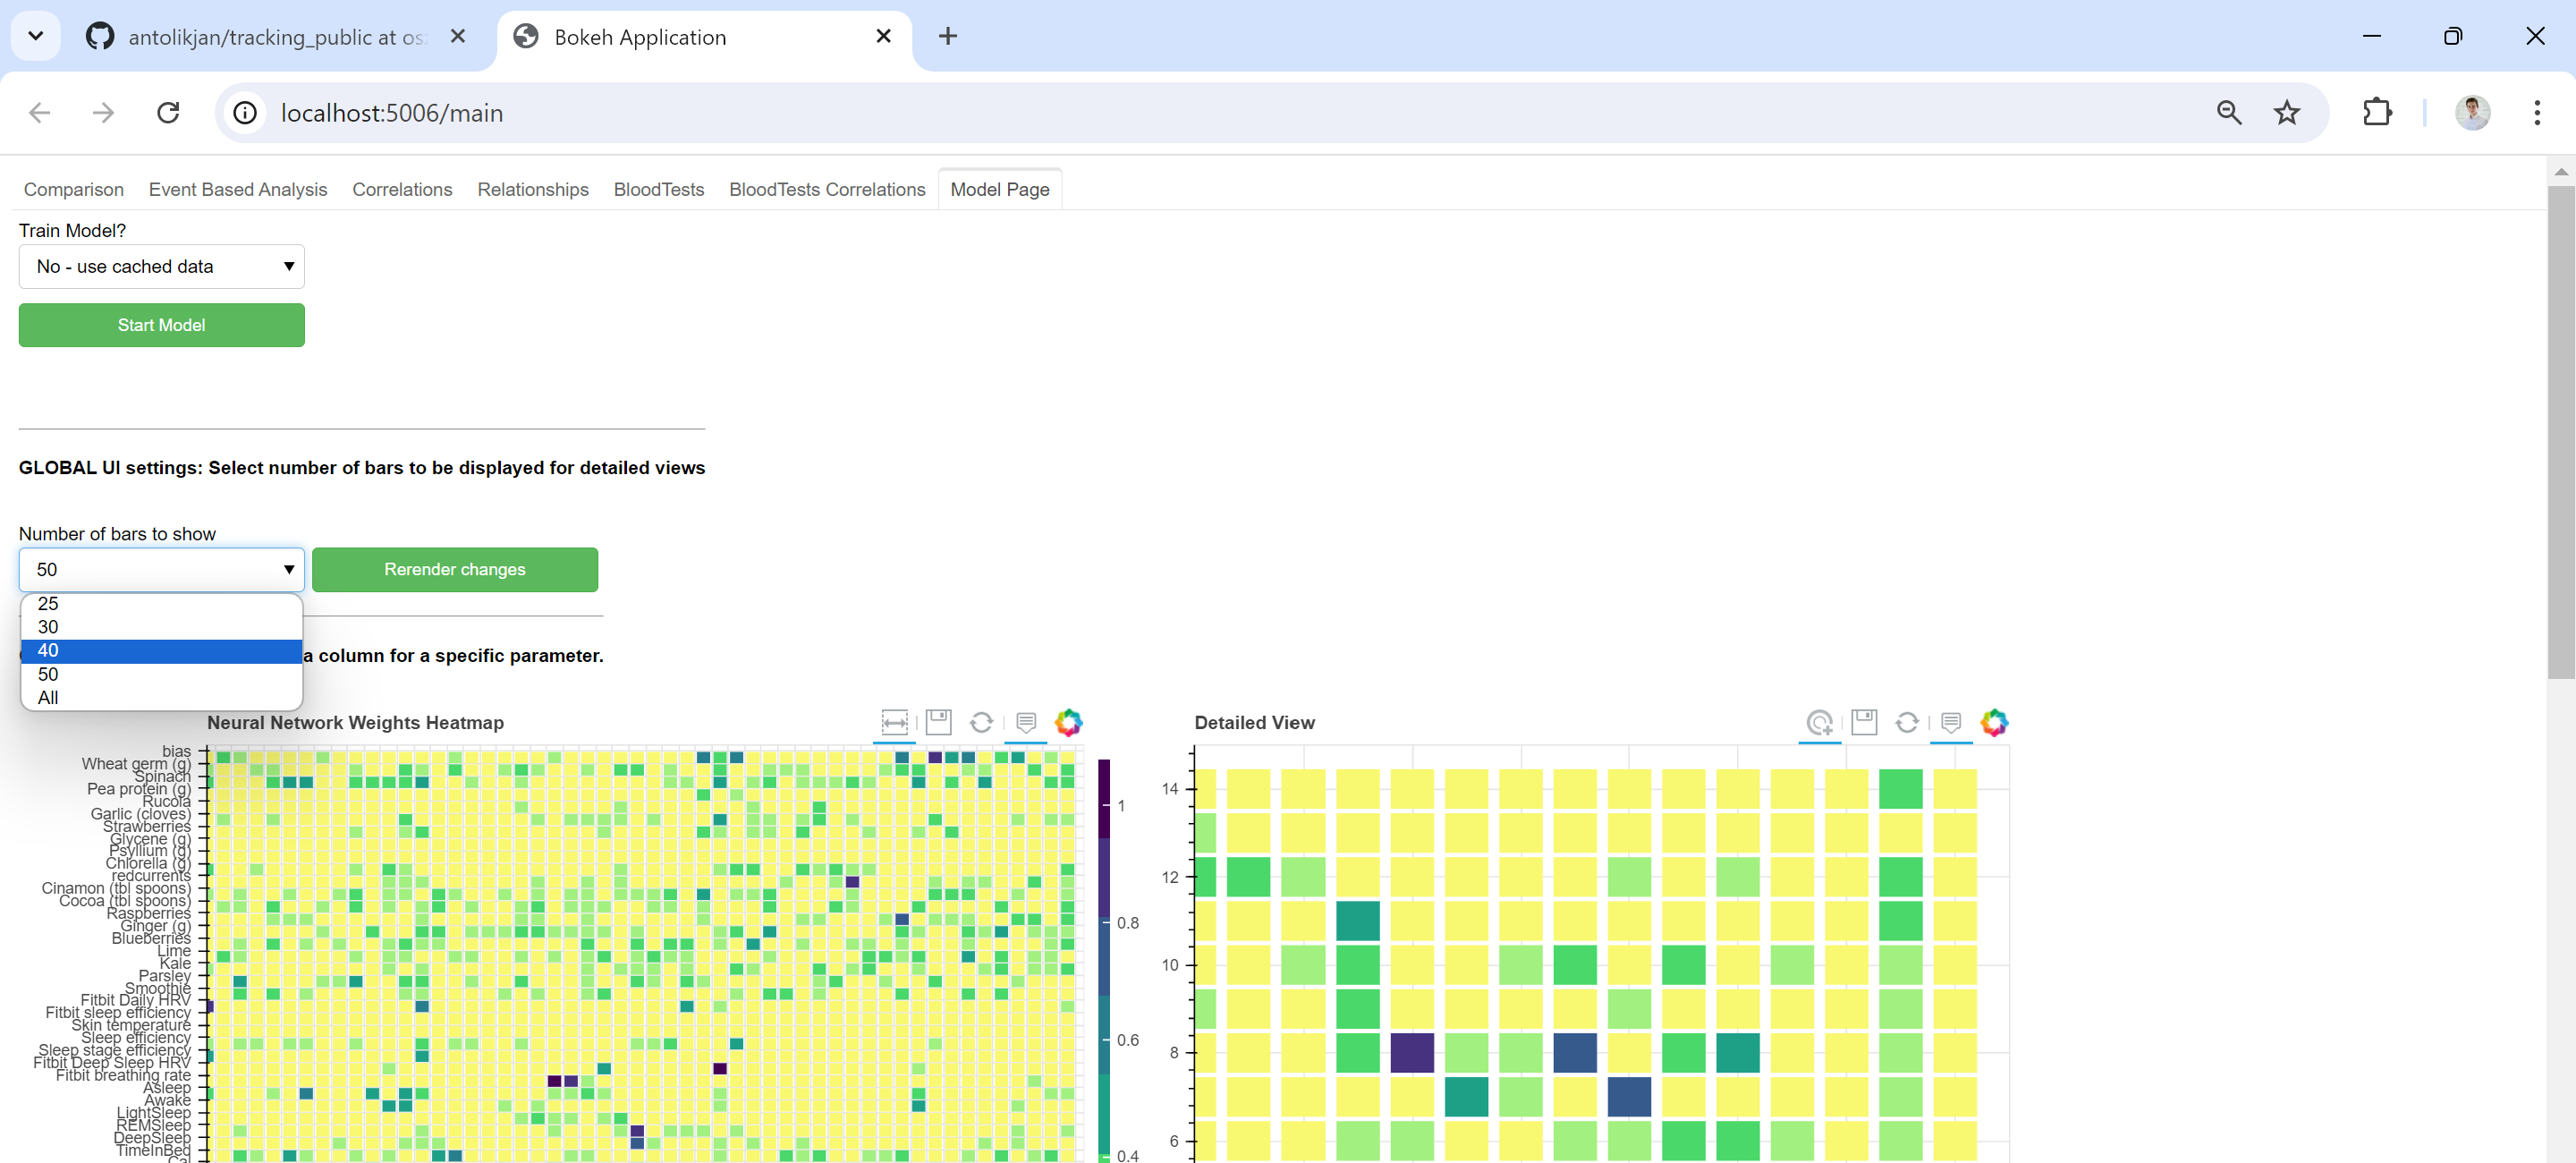 antolikjan/tracking_public at os
Bokeh Application
localhost:5006/main
Comparison Event Based Analysis Correlations Relationships BloodTests BloodTests Correlations Model Page
Train Model?
No - use cached data
Start Model
GLOBAL UI settings: Select number of bars to be displayed for detailed views
Number of bars to show
50
Rerender changes
25
30
40
50
All
a column for a specific parameter.
Neural Network Weights Heatmap
bias
Wheat germ (g)
Spinach
Pea protein (g)
Rucola
Garlic (cloves)
Strawberries
Glycene (g)
Psyllium (g)
Chlorella (g)
redcurrents
Cinamon (tbl spoons)
Cocoa (tbl spoons)
Raspberries
Ginger (g)
Blueberries
Lime
Kale
Parsley
Smoothie
Fitbit Daily HRV
Fitbit sleep efficiency
Skin temperature
Sleep efficiency
Sleep stage efficiency
Fitbit Deep Sleep HRV
Fitbit breathing rate
Asleep
Awake
LightSleep
REMSleep
DeepSleep
TimeInBed
Cal
1
0.8
0.6
0.4
Detailed View
14
12
10
8
6